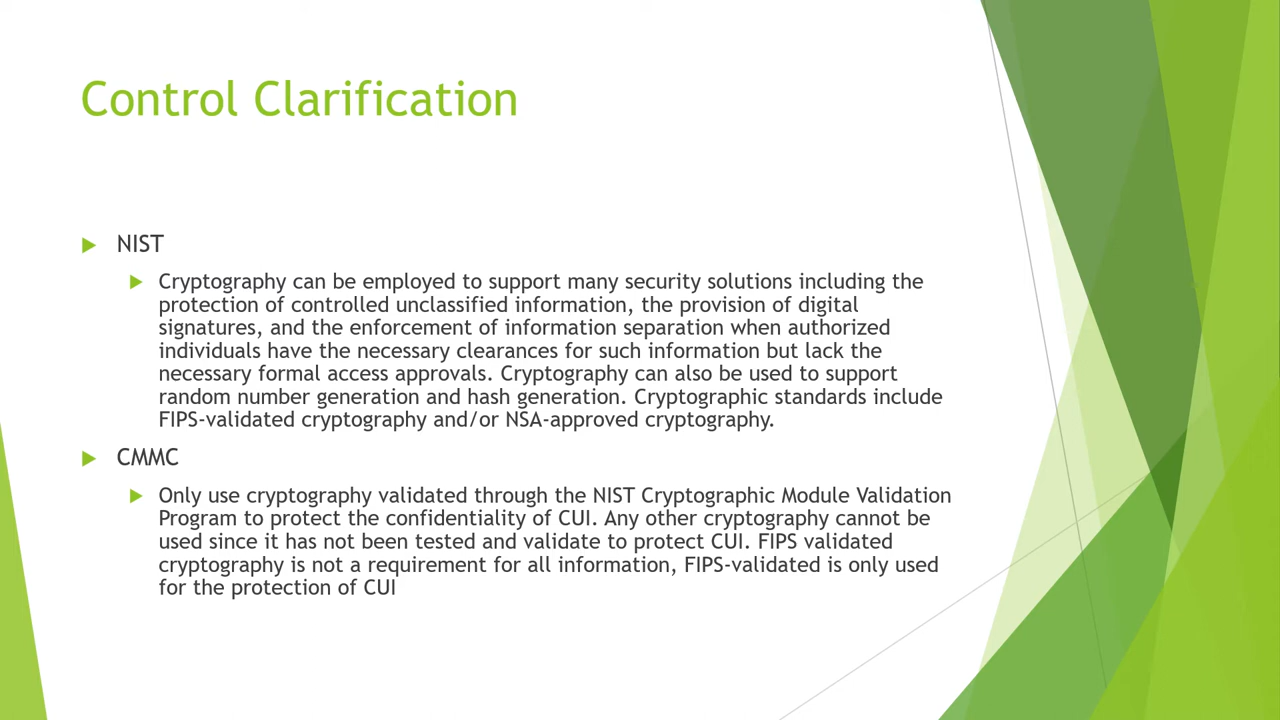 Control Clarification
NIST
Cryptography can be employed to support many security solutions including the
protection of controlled unclassified information, the provision of digital
signatures, and the enforcement of information separation when authorized
individuals have the necessary clearances for such information but lack the
necessary formal access approvals. Cryptography can also be used to support
random number generation and hash generation. Cryptographic standards include
FIPS-validated cryptography and/or NSA-approved cryptography.
CMMC
Only use cryptography validated through the NIST Cryptographic Module Validation
Program to protect the confidentiality of CUI. Any other cryptography cannot be
used since it has not been tested and validate to protect CUI. FIPS validated
cryptography is not a requirement for all information, FIPS-validated is only used
for the protection of CUI